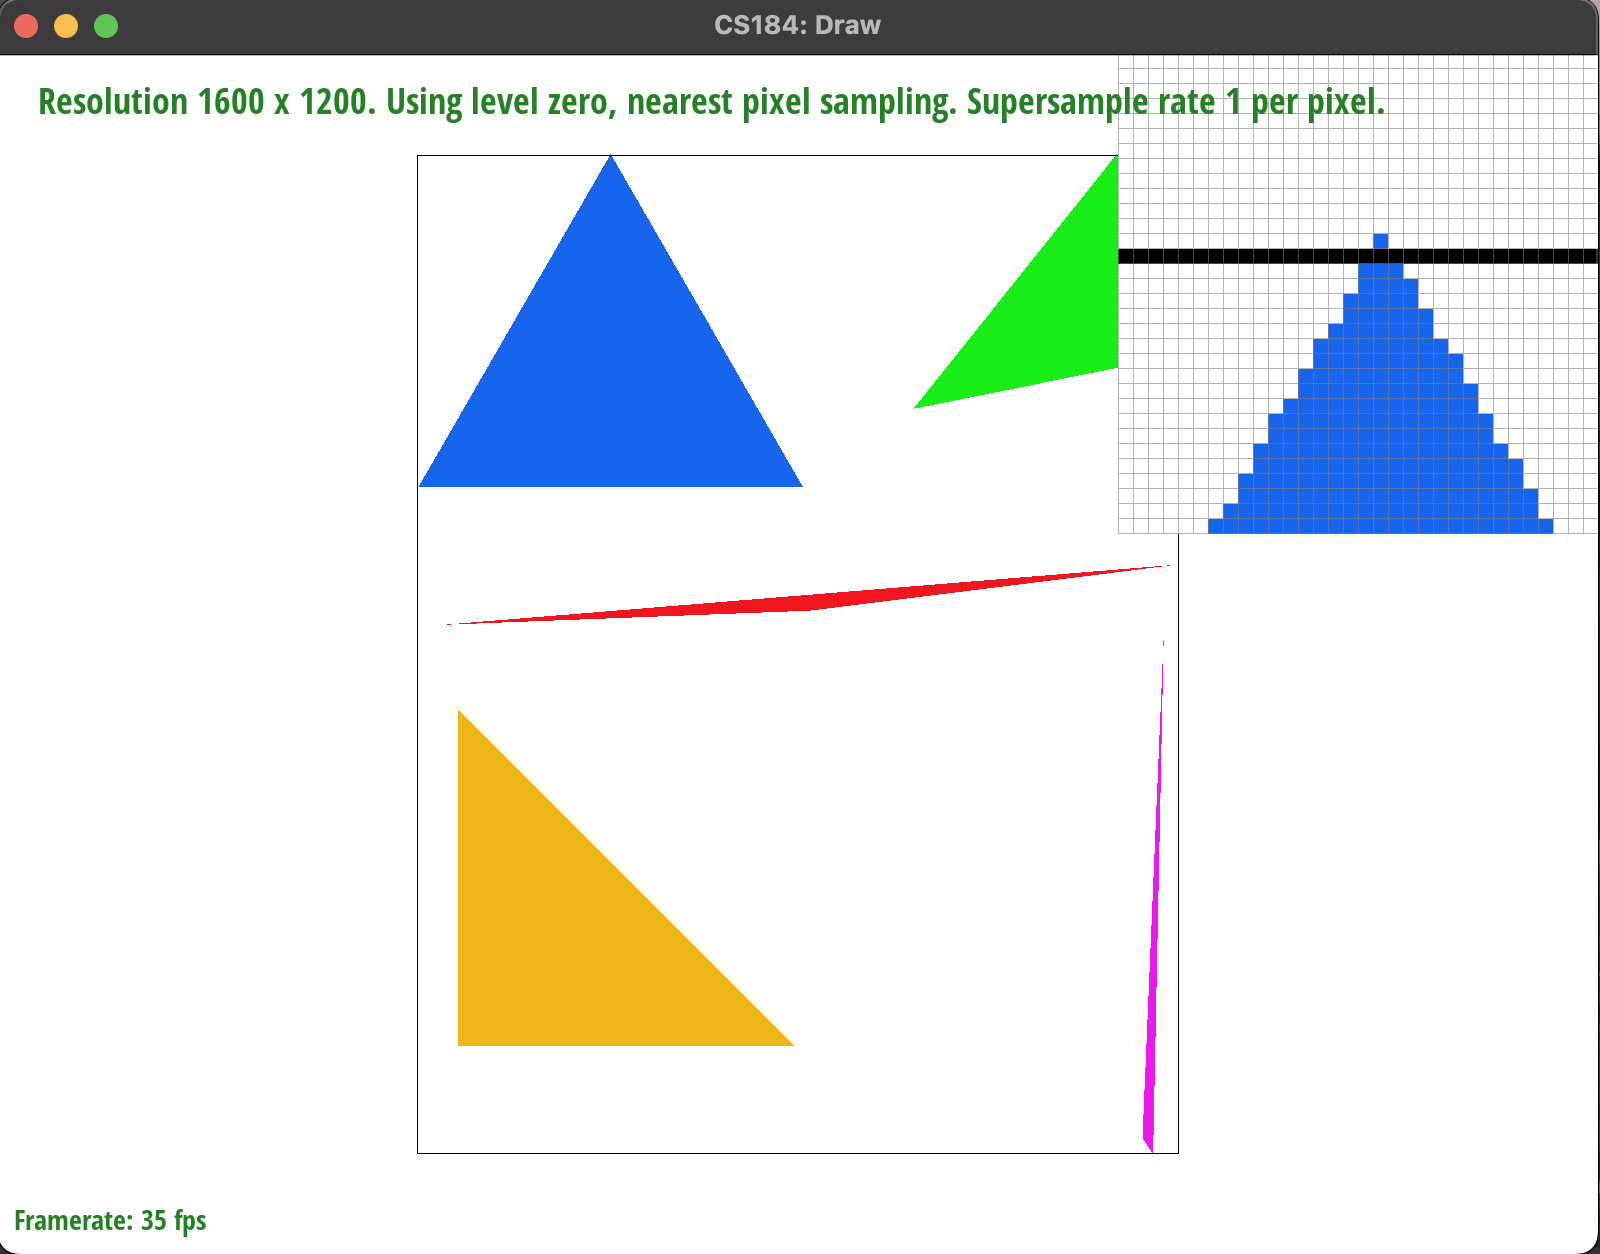 CS184: Draw
Resolution 1600 x 1200. Using level zero, nearest pixel sampling. Supersample rate 1 per pixel.
Framerate: 35 fps